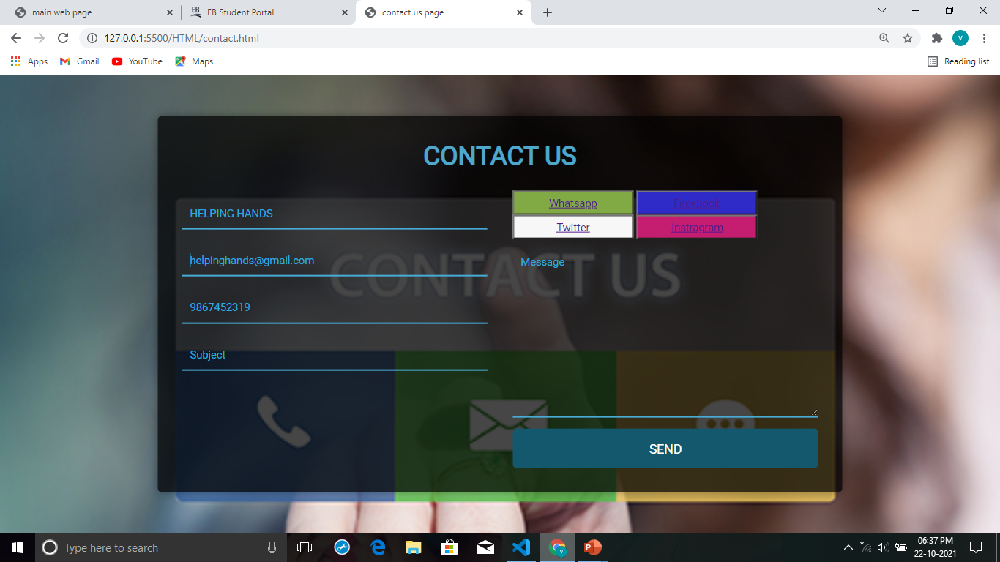 main web page
EB
EB Student Portal
contact us page
127.0.0.1:5500/HTML/contact.html
V
Apps
Gmail
YouTube
Maps
Reading list
CONTACT US
HELPING HANDS
Whatsapp
Facebook
Twitter
Instragram
helpinghands@gmail.com
CONTACT US
Message
9867452319
Subject
SEND
Type here to search
06:37 PM
22-10-2021